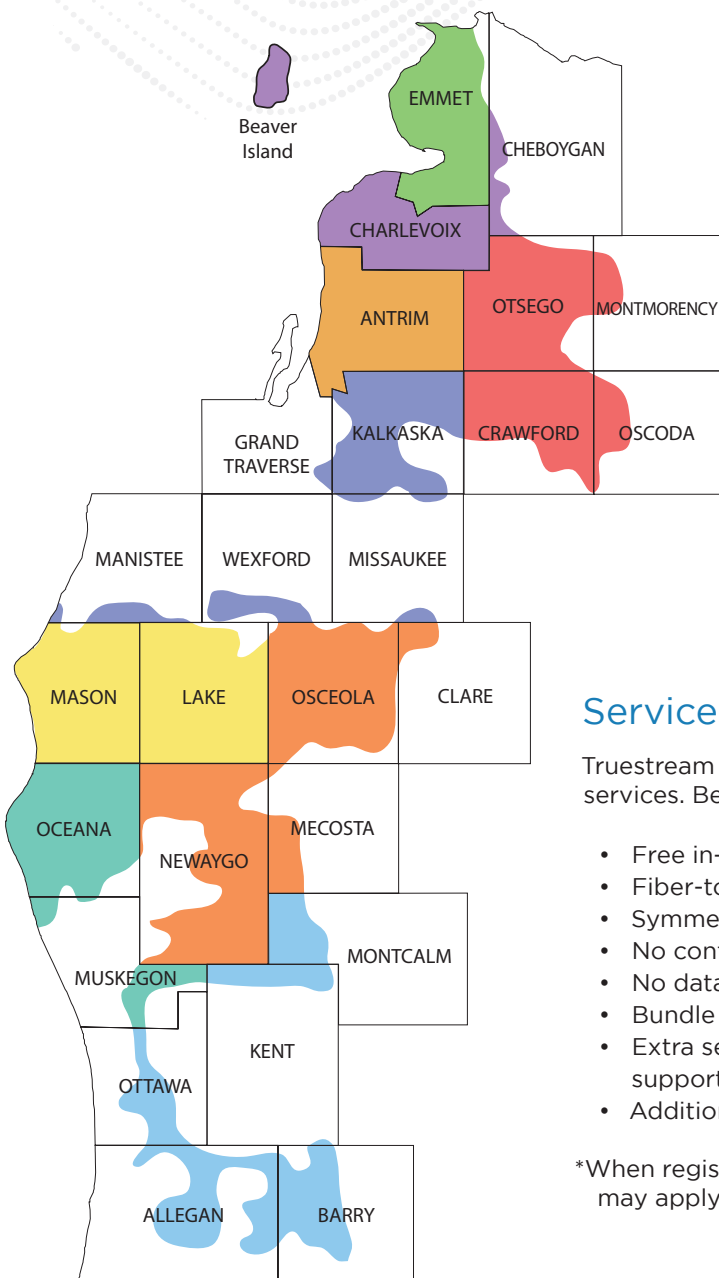 EMMET
Beaver
Island
CHEBOYGAN
CHARLEVOIX
ANTRIM
OTSEGO
MONTMORENCY
GRAND
TRAVERSE
KALKASKA
CRAWFORD
OSCODA
MANISTEE
WEXFORD
MISSAUKEE
MASON
LAKE
OSCEOLA
CLARE
OCEANA
NEWAYGO
MECOSTA
MUSKEGON
MONTCALM
KENT
OTTAWA
ALLEGAN
BARRY
Service
Truestream
services. Be
• Free in-
• Fiber-to
• Symme
• No cont
• No data
• Bundle
• Extra se
support
• Addition
*When regis
may apply